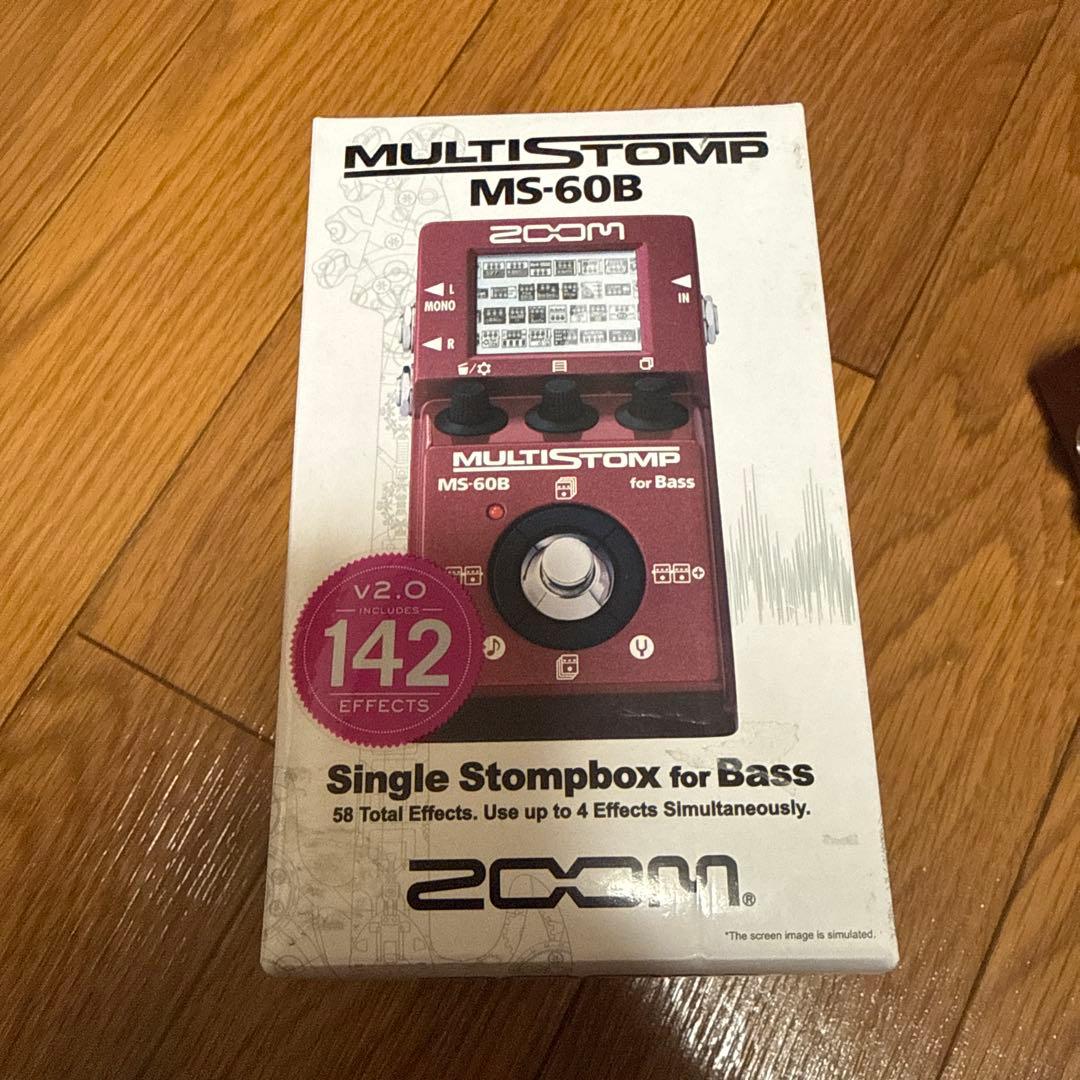 MULTISTOMP
MS-60B
ZOOM
L
MONO
IN
R
MULTISTOMP
MS-60B
for Bass
v2.0
INCLUDES
142
EFFECTS
Single Stompbox for Bass
58 Total Effects. Use up to 4 Effects Simultaneously.
ZOOM®
*The screen image is simulated.